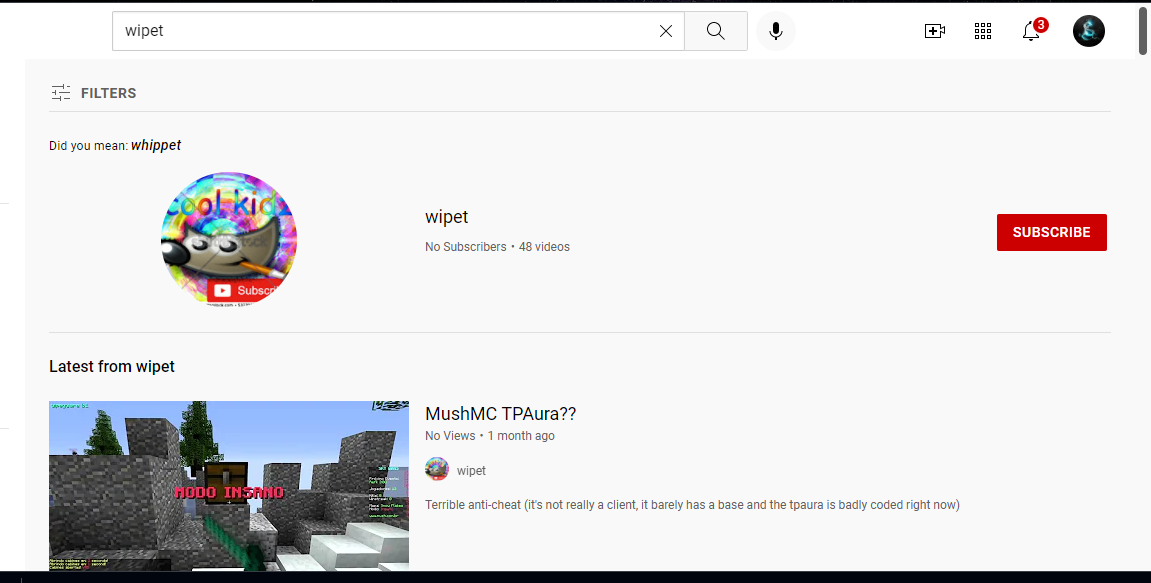 wipet
3
FILTERS
Did you mean: whippet
cool kidz
Subscri
wipet
No Subscribers • 48 videos
SUBSCRIBE
Latest from wipet
MODO INSANO
MushMC TPAura??
No Views • 1 month ago
wipet
Terrible anti-cheat (it's not really a client, it barely has a base and the tpaura is badly coded right now)